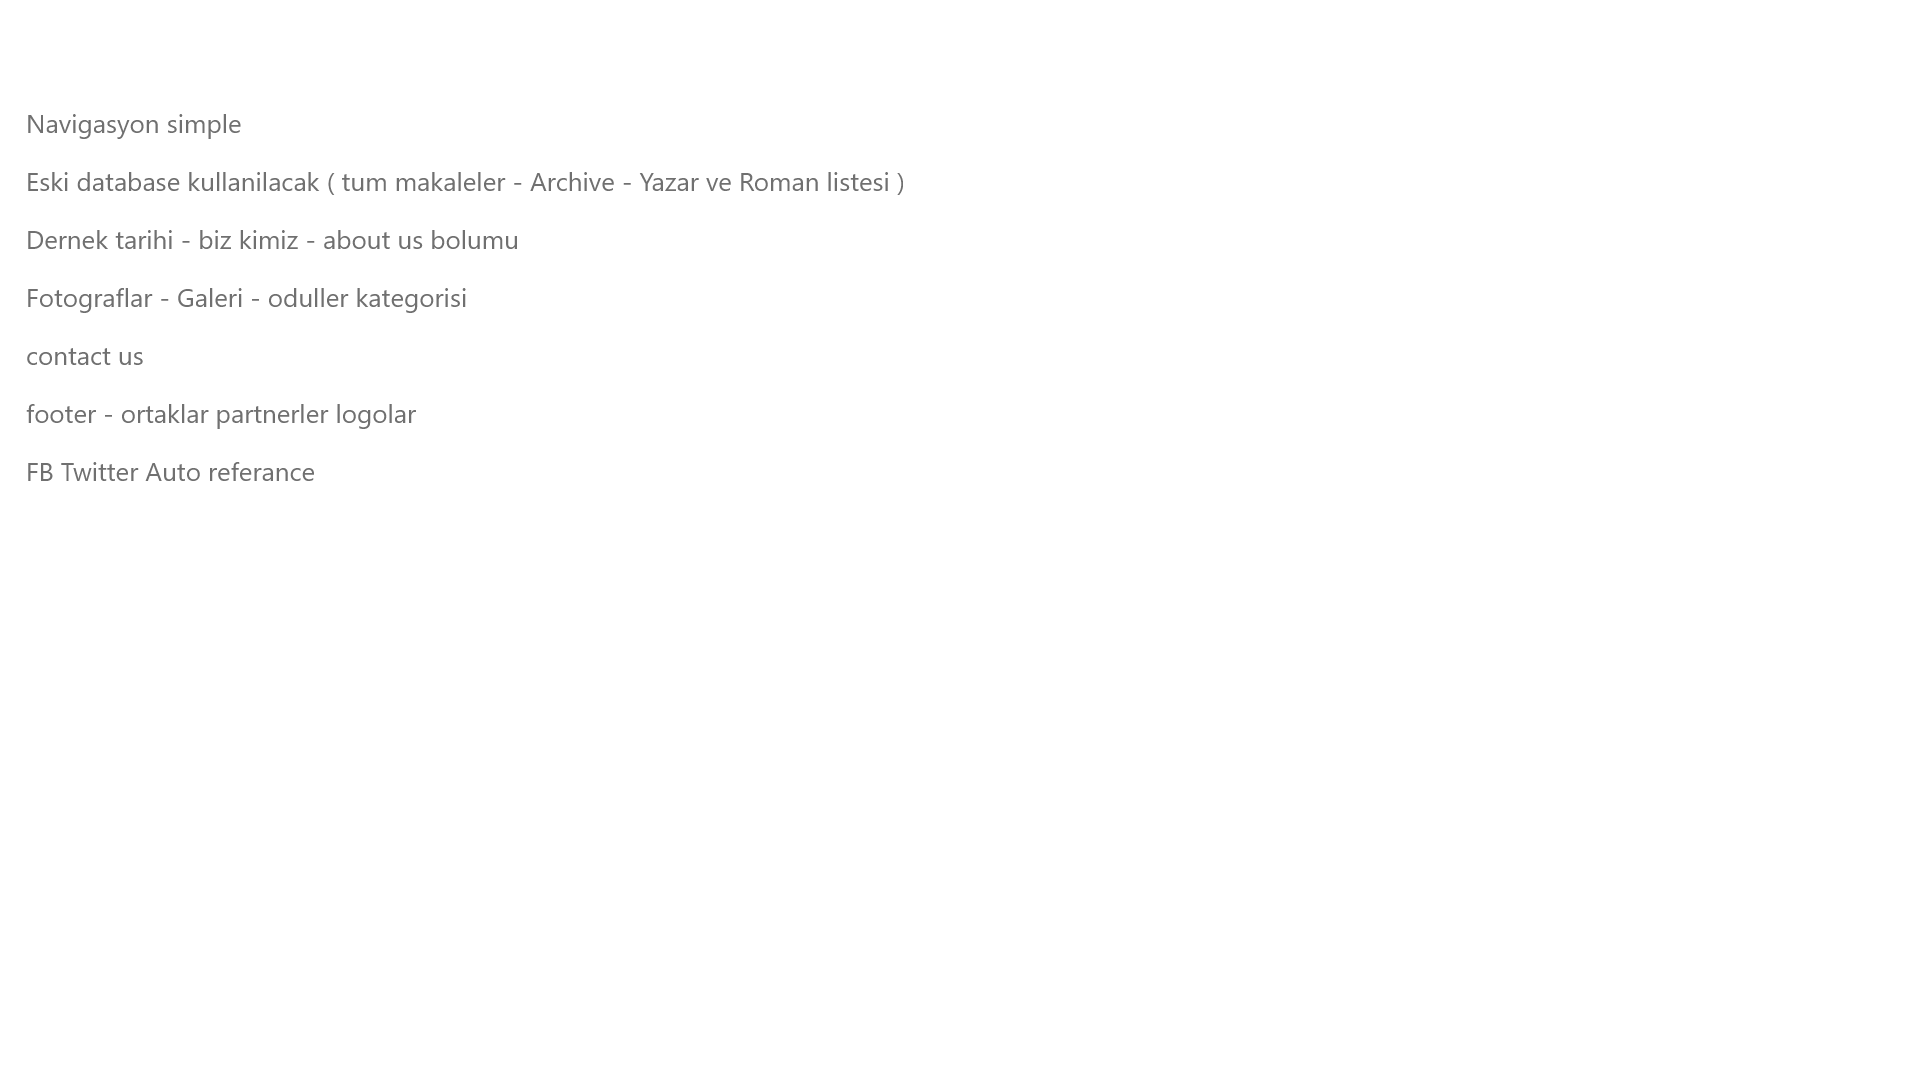 Navigasyon simple
Eski database kullanilacak ( tum makaleler - Archive - Yazar ve Roman listesi )
Dernek tarihi - biz kimiz - about us bolumu
Fotograflar - Galeri - oduller kategorisi
contact us
footer - ortaklar partnerler logolar
FB Twitter Auto referance